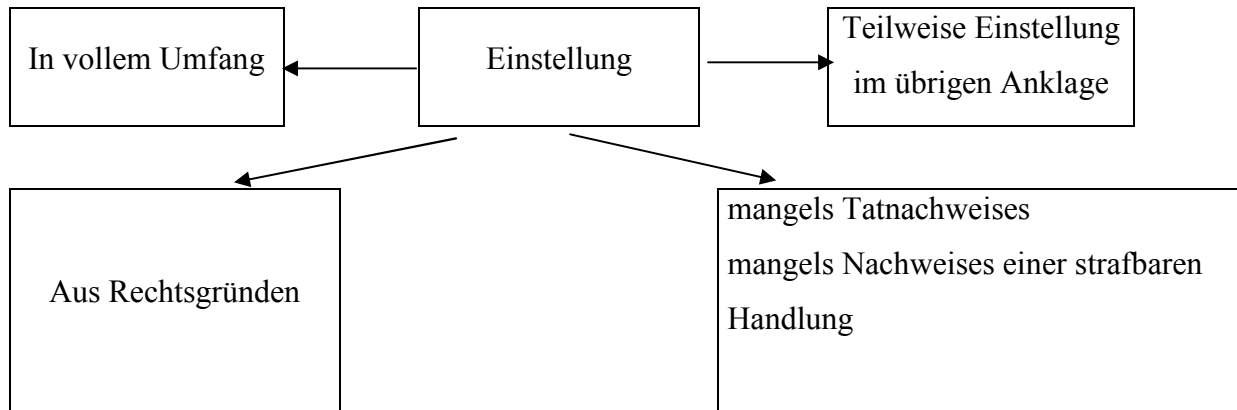 In vollem Umfang
Einstellung
Teilweise Einstellung
im übrigen Anklage
Aus Rechtsgründen
mangels Tatnachweises
mangels Nachweises einer strafbaren
Handlung